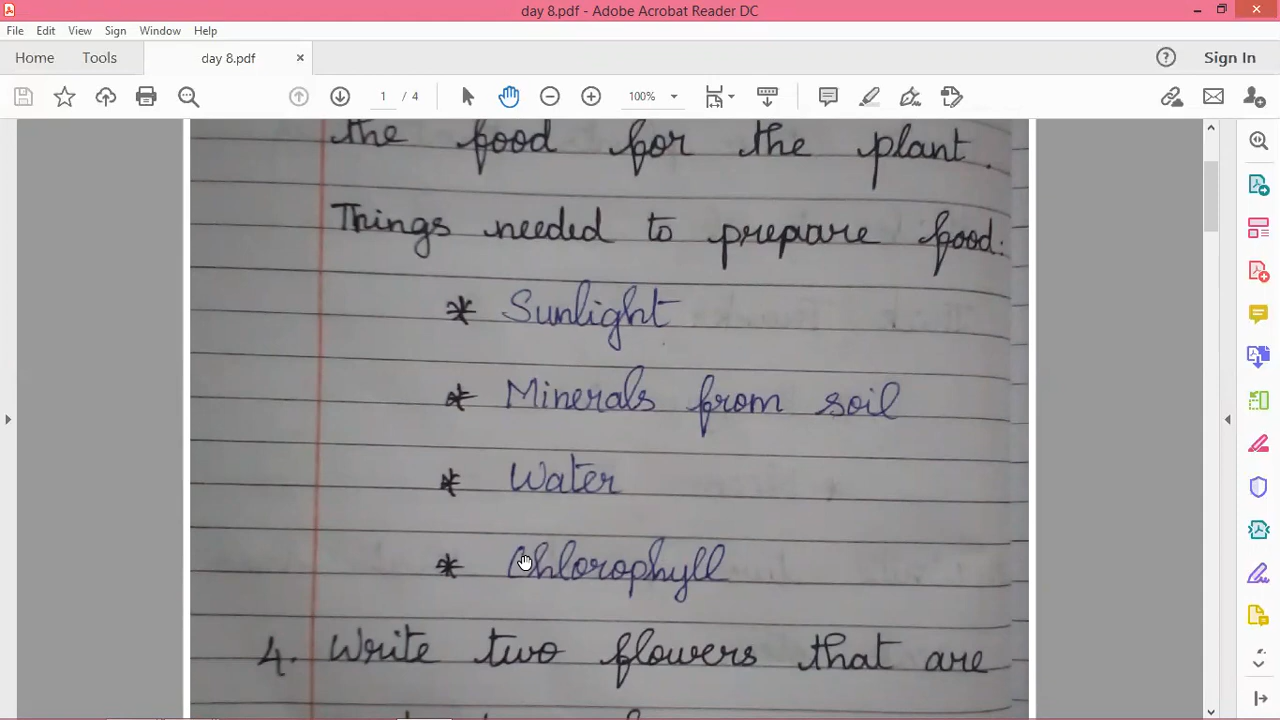 day 8.pdf - Adobe Acrobat Reader DC
File Edit View Sign Window Help
Home Tools day 8.pdf × Sign In
1 / 4 100%
the food for the plant.
Things needed to prepare food:
* Sunlight
* Minerals from soil
* Water
* Chlorophyll
4. Write two flowers that are